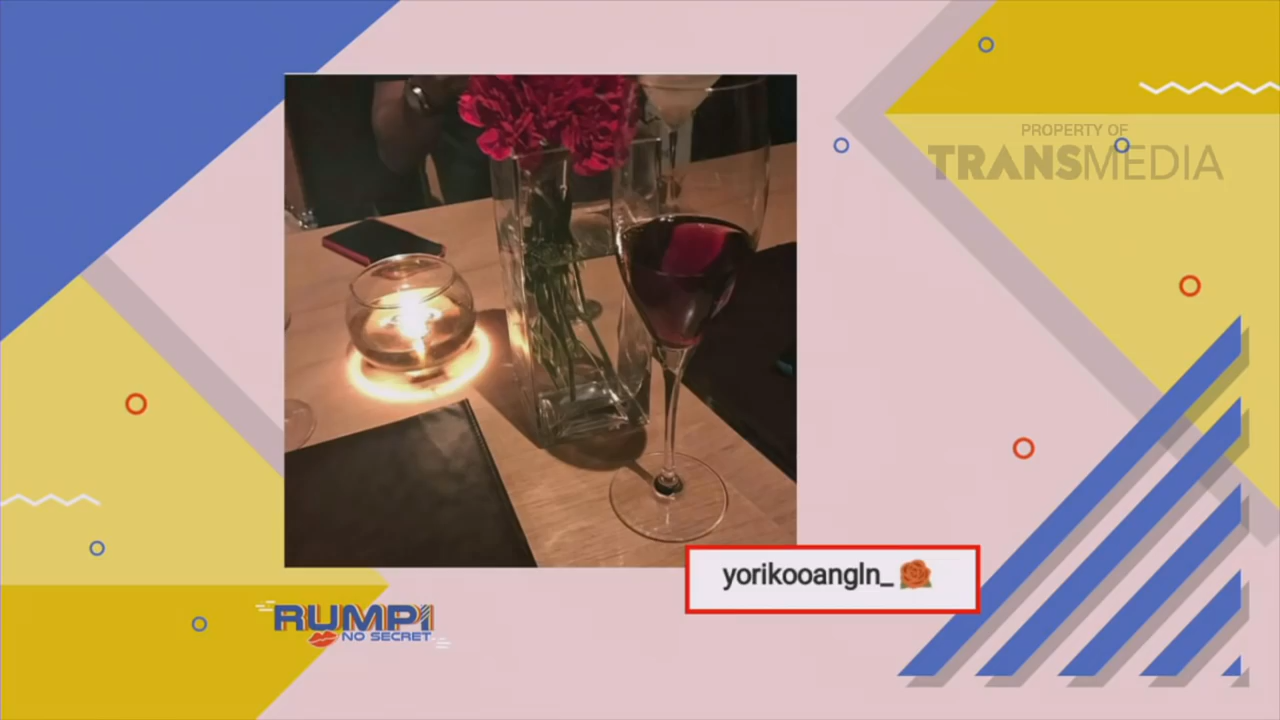 PROPERTY OF
TRANSMEDIA
yorikooangln_
RUMPI
NO SECRET